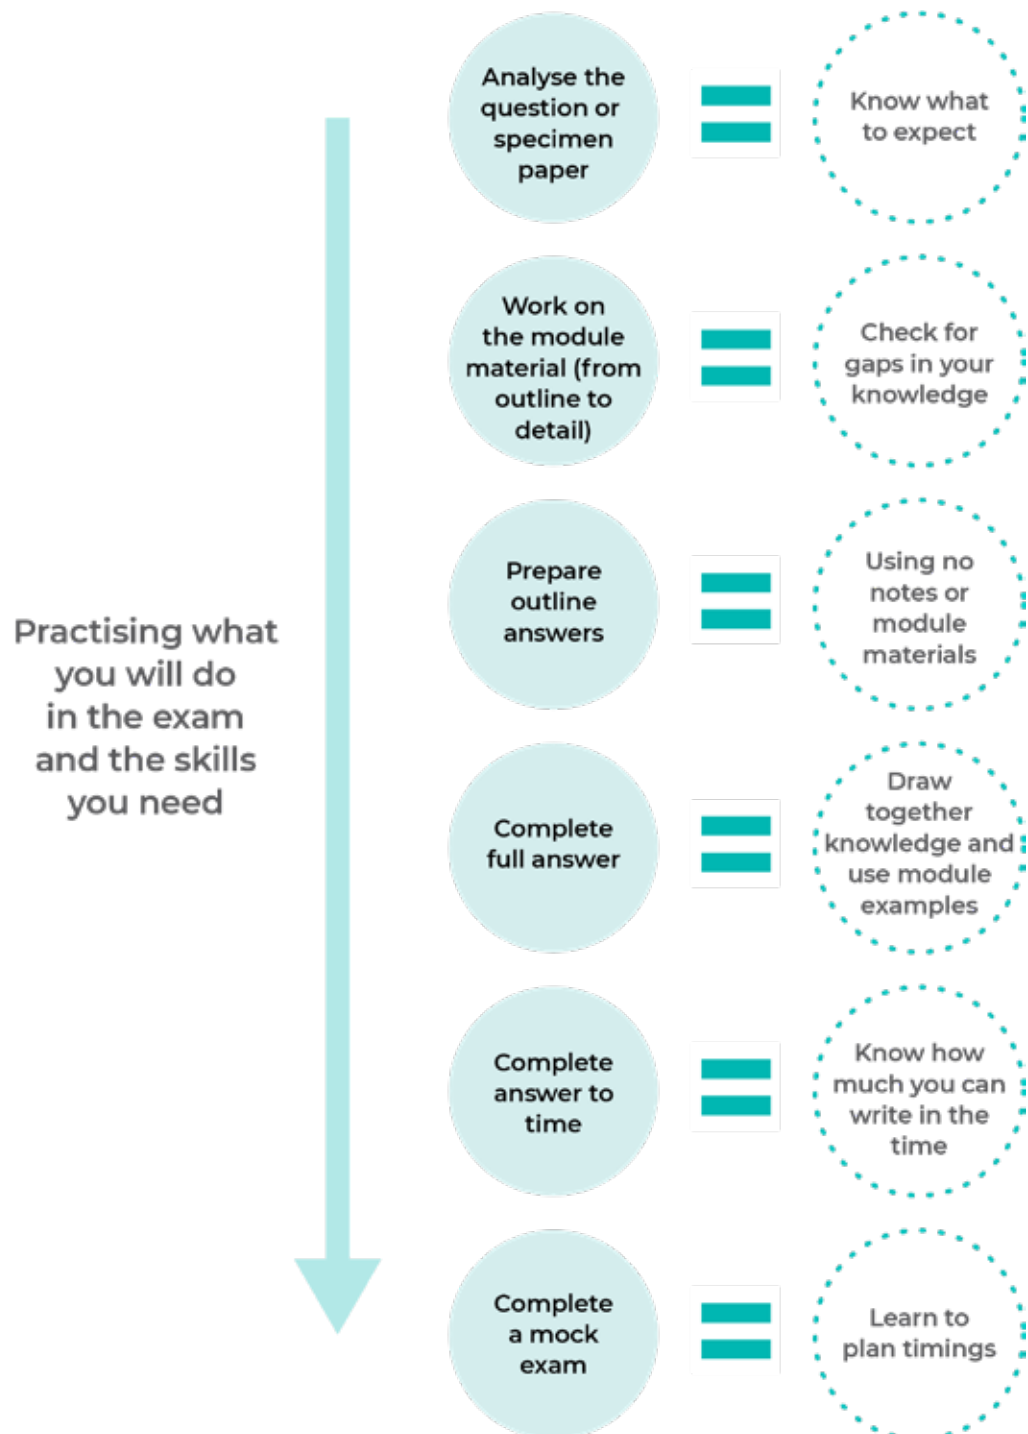 Analyse the
question or
specimen
paper
Know what
to expect
Work on
the module
material (from
outline to
detail)
Check for
gaps in your
knowledge
Prepare
outline
answers
Using no
notes or
module
materials
Practising what
you will do
in the exam
and the skills
you need
Complete
full answer
Draw
together
knowledge and
use module
examples
Complete
answer to
time
Know how
much you can
write in the
time
Complete
a mock
exam
Learn to
plan timings